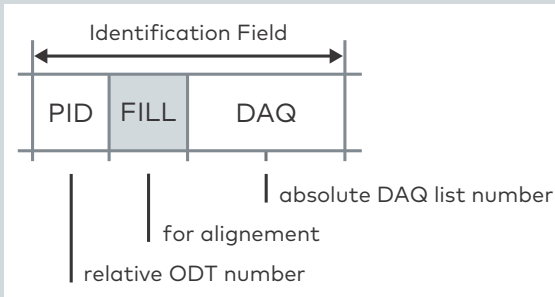 Identification Field
PID FILL DAQ
absolute DAQ list number
for alignement
relative ODT number